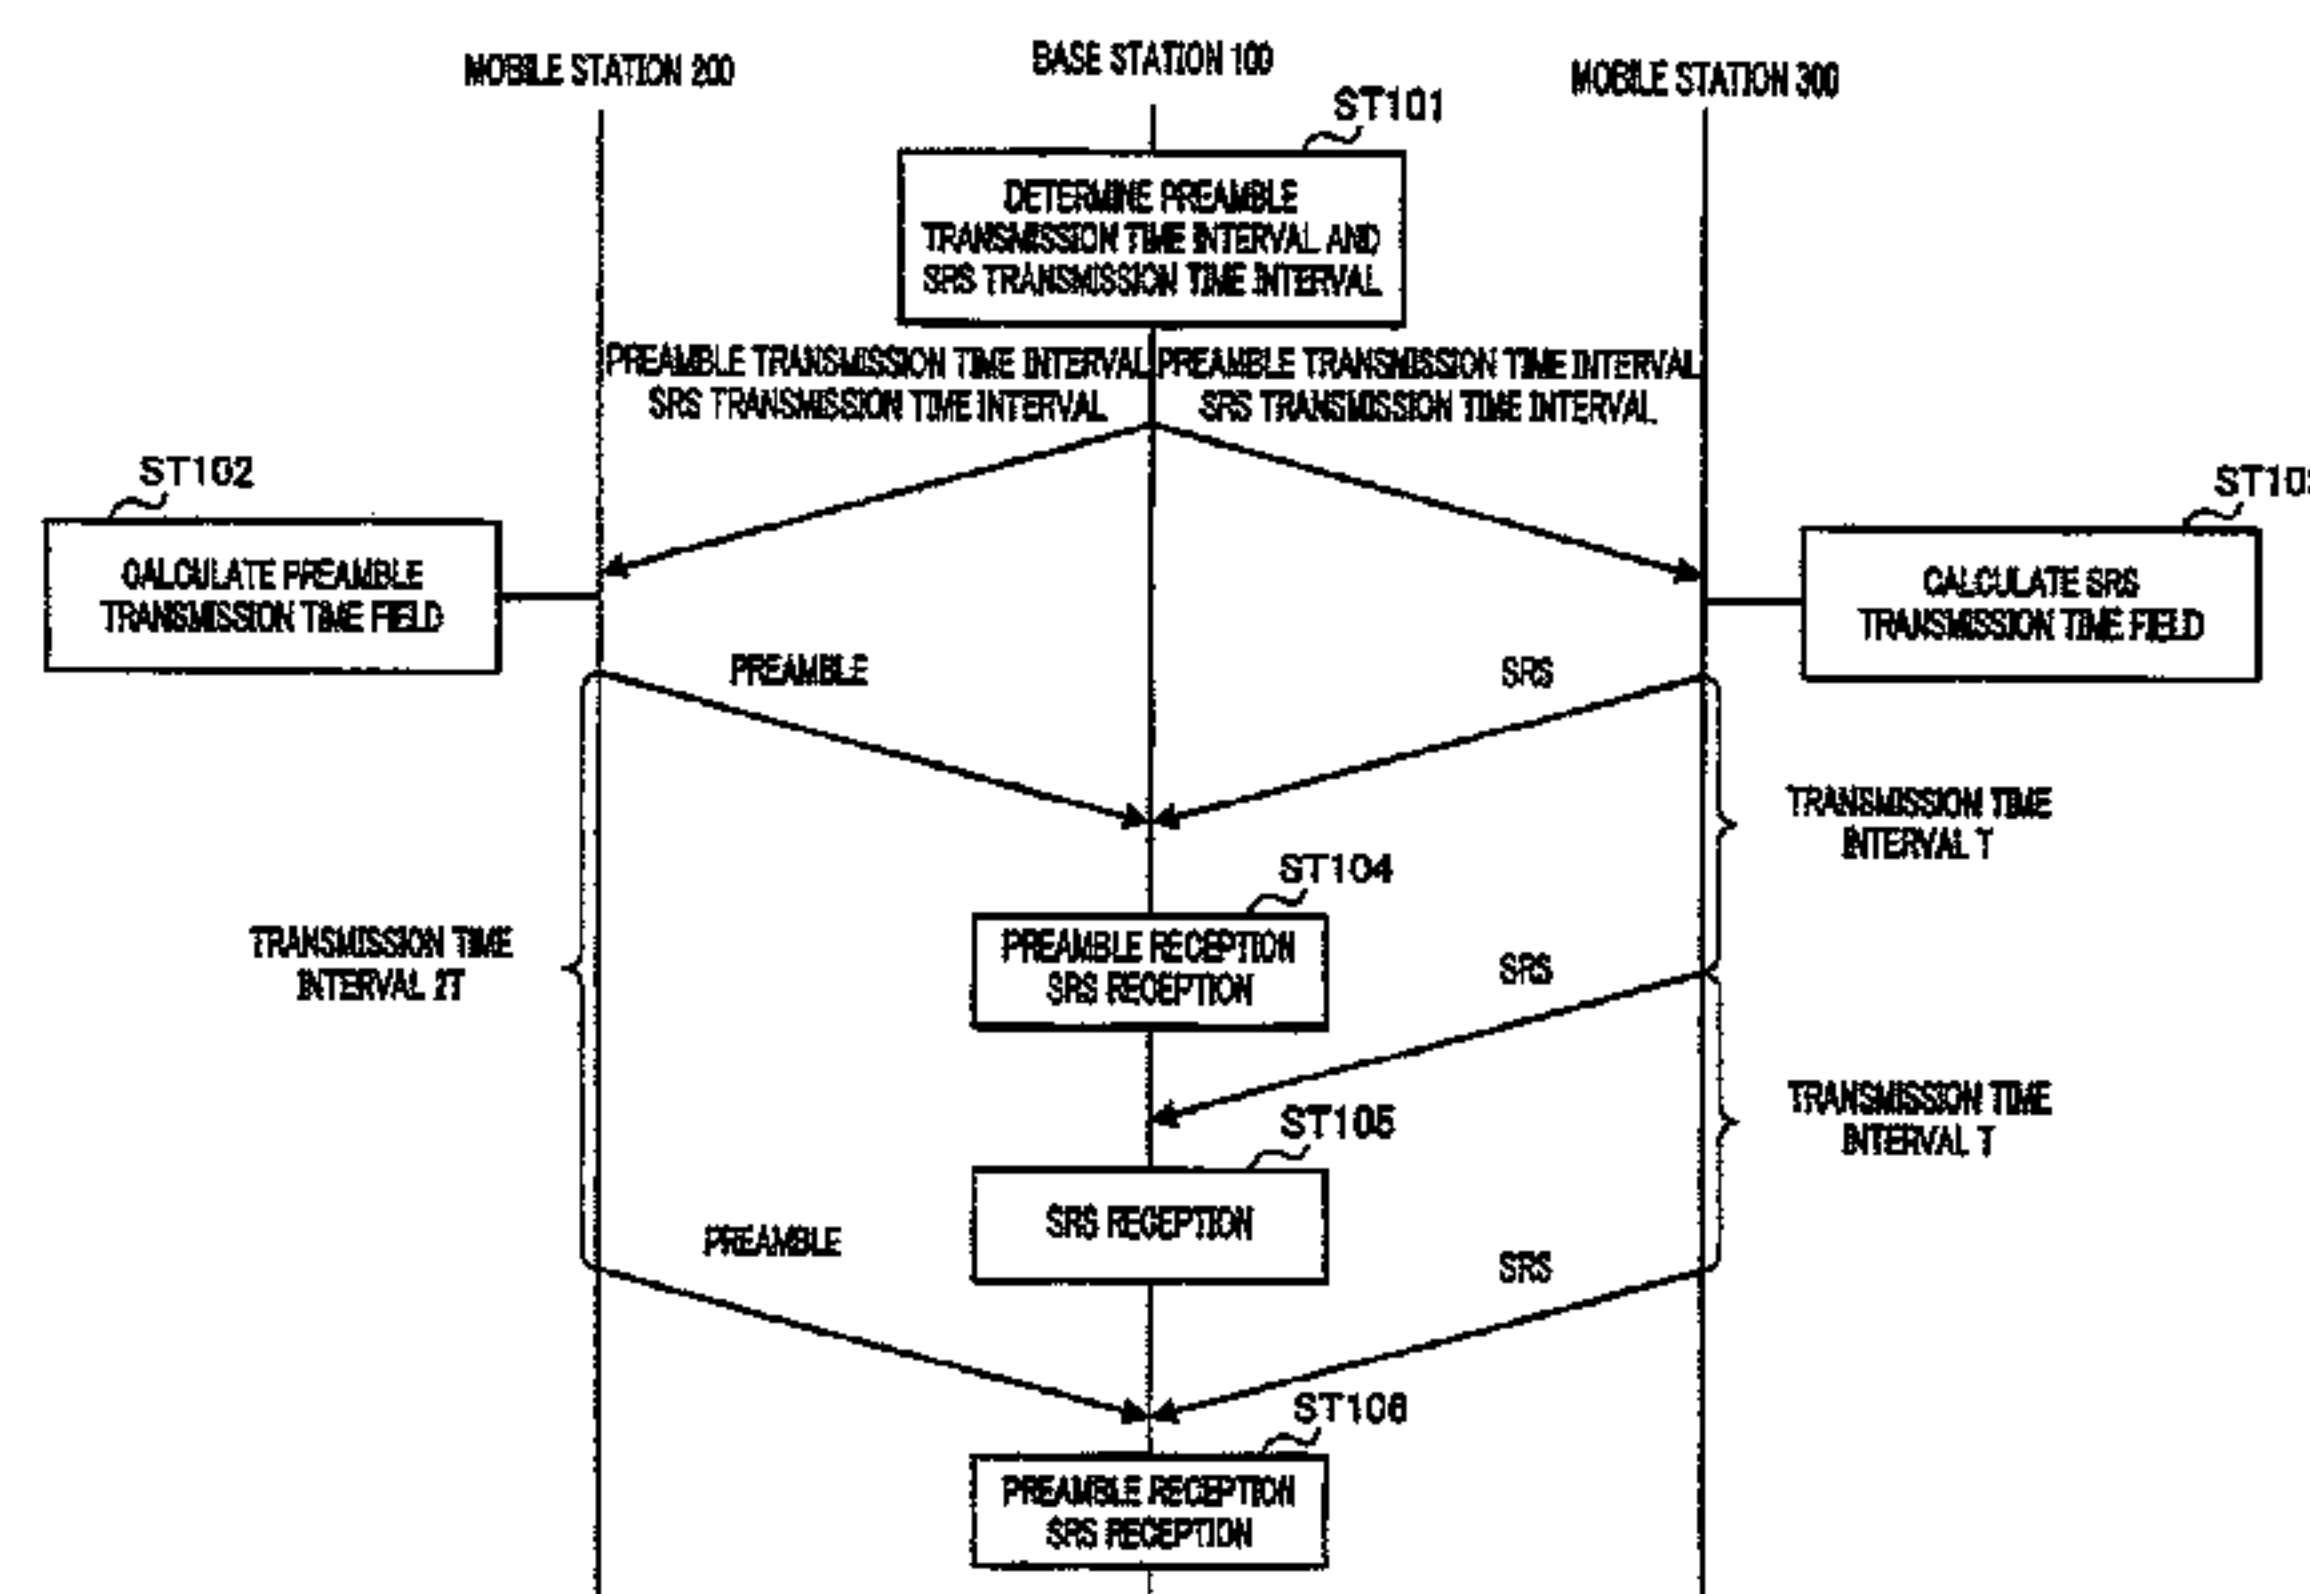 MOBILE STATION 200
BASE STATION 100
MOBILE STATION 300
ST101
DETERMINE PREAMBLE
TRANSMISSION TIME INTERVAL AND
SRS TRANSMISSION TIME INTERVAL
PREAMBLE TRANSMISSION TIME INTERVAL
SRS TRANSMISSION TIME INTERVAL
PREAMBLE TRANSMISSION TIME INTERVAL
SRS TRANSMISSION TIME INTERVAL
ST102
CALCULATE PREAMBLE
TRANSMISSION TIME FIELD
CALCULATE SRS
TRANSMISSION TIME FIELD
PREAMBLE
SRS
TRANSMISSION TIME
INTERVAL T
ST104
PREAMBLE RECEPTION
SRS RECEPTION
TRANSMISSION TIME
INTERVAL 2T
SRS
TRANSMISSION TIME
INTERVAL T
ST105
SRS RECEPTION
PREAMBLE
SRS
ST106
PREAMBLE RECEPTION
SRS RECEPTION